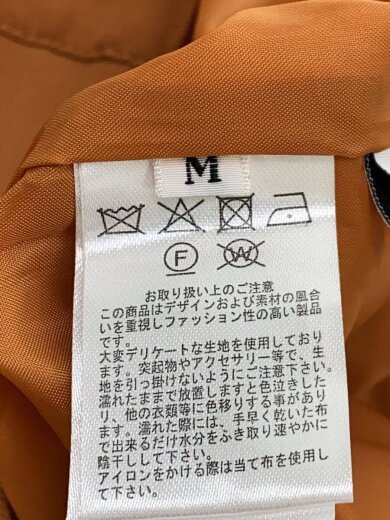 M
F
W
お取り扱い上のご注意
この商品はデザインおよび素材の風合
いを重視しファッション性の高い製品
です。
大変デリケートな生地を使用しており
ます。突起物やアクセサリー等で、生
地を引っ掛けないようにご注意下さい。
濡れたままで放置しますと色泣きした
り、他の衣類等に色移りする事があり
ます。濡れた際には、手早く乾いた布
で出来るだけ水分をふき取り速やかに
陰干しして下さい。
アイロンをかける際は当て布を使用し
て下さい。